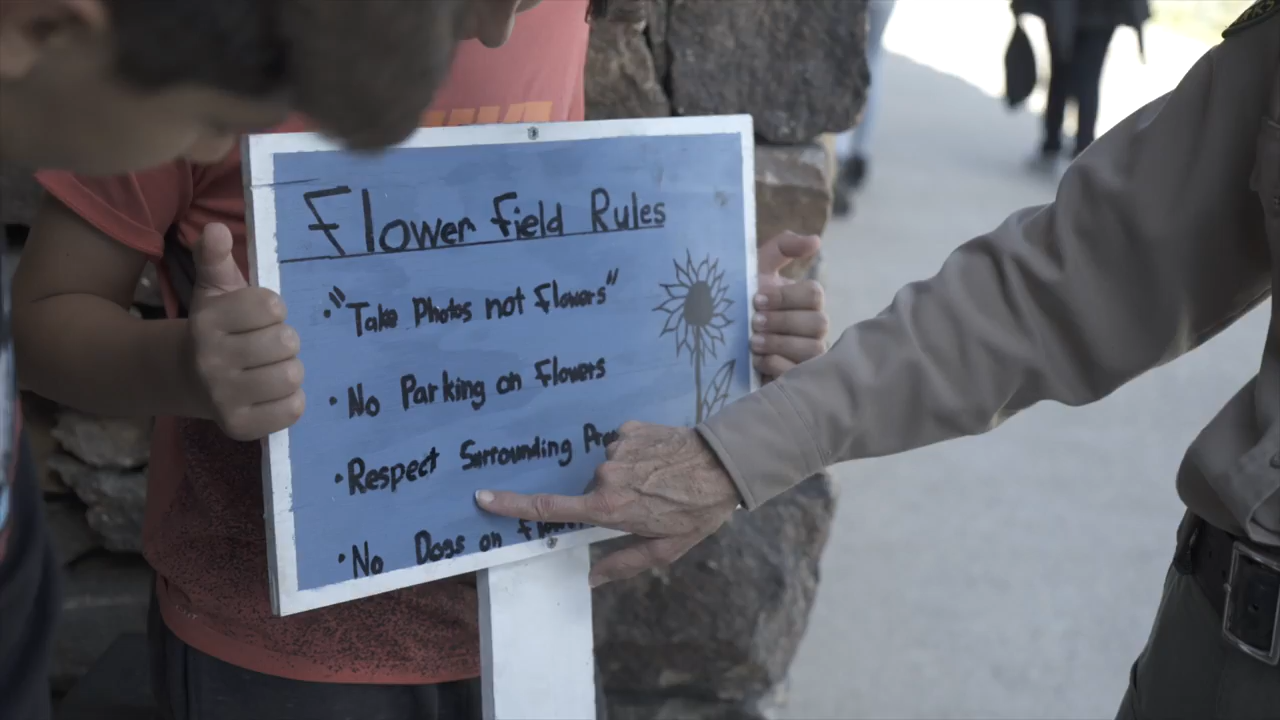 Flower Field Rules
• "Take Photos not Flowers"
• No Parking on Flowers
• Respect Surrounding
• No Dogs on